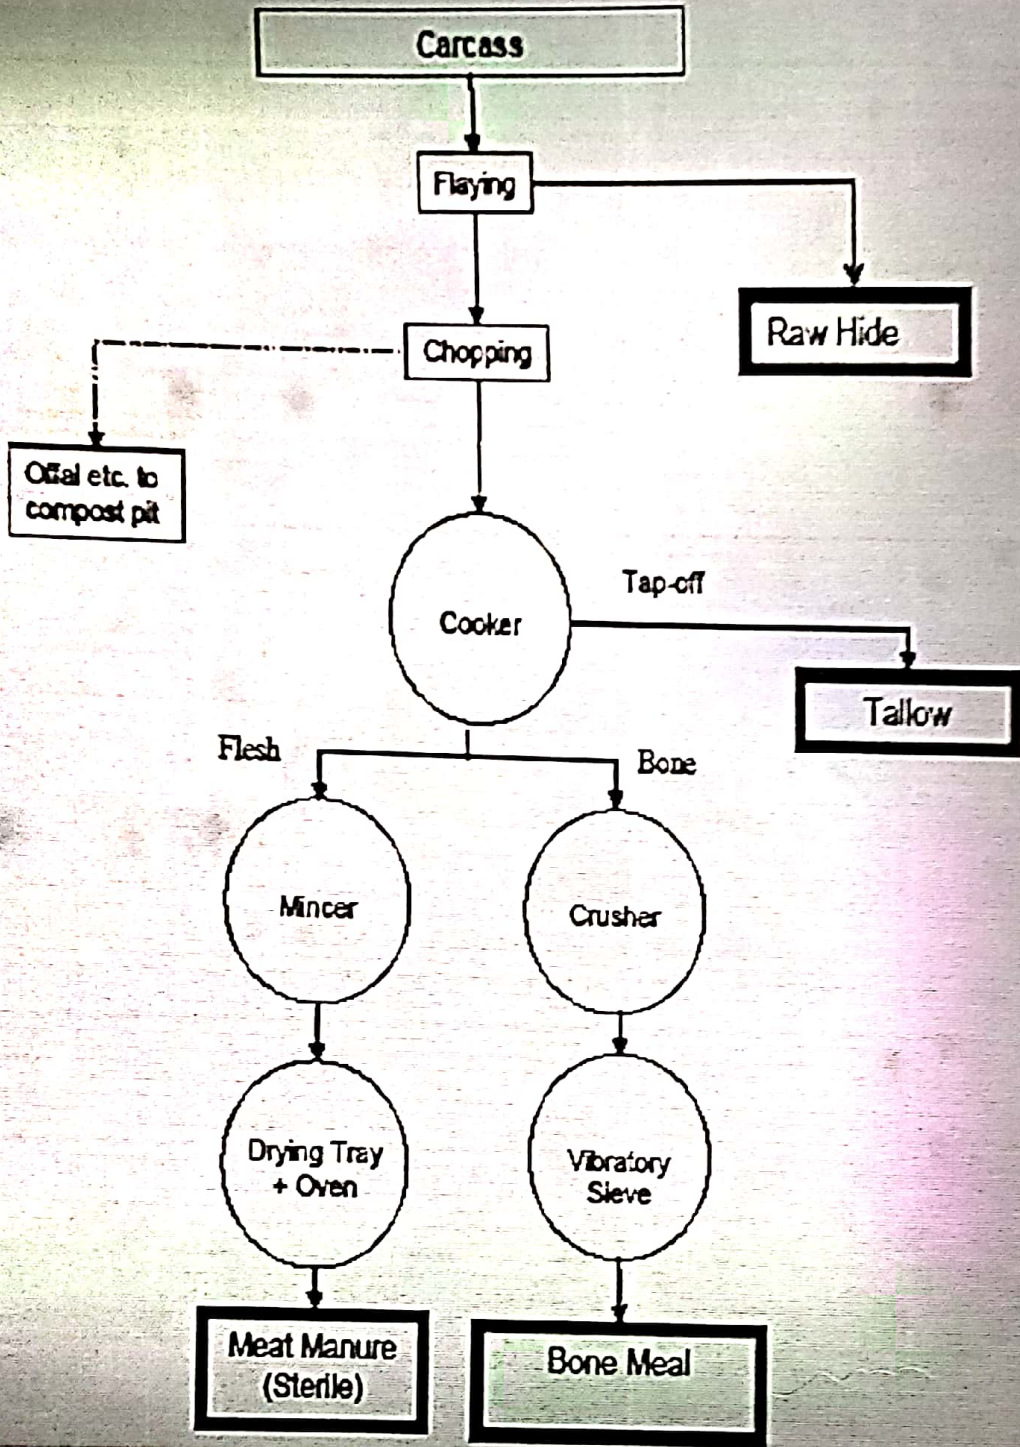 Carcass
Flaying
Raw Hide
Chopping
Offal etc. to
compost pit
Tap-off
Cooker
Tallow
Flesh
Bone
Mincer
Crusher
Drying Tray
+ Oven
Vibratory
Sieve
Meat Manure
(Sterile)
Bone Meal